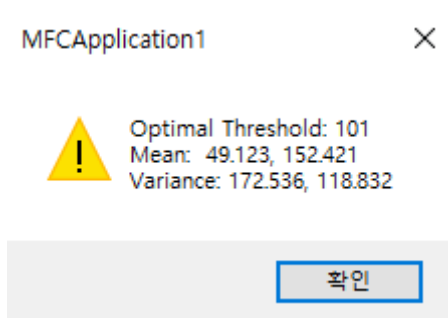 MFCApplication1
Optimal Threshold: 101
Mean: 49.123, 152.421
Variance: 172.536, 118.832
확인